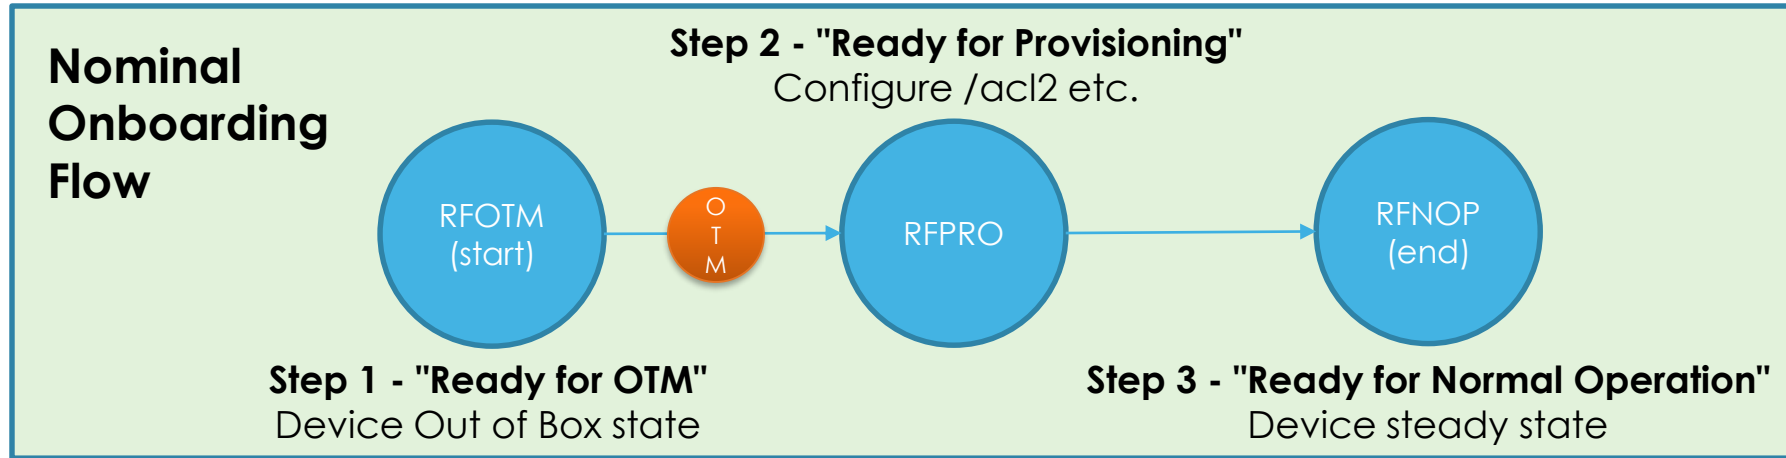 Nominal
Onboarding
Flow
Step 2 - "Ready for Provisioning"
Configure /acl2 etc.
RFOTM
(start)
O
T
M
RFPRO
RFNOP
(end)
Step 1 - "Ready for OTM"
Device Out of Box state
Step 3 - "Ready for Normal Operation"
Device steady state